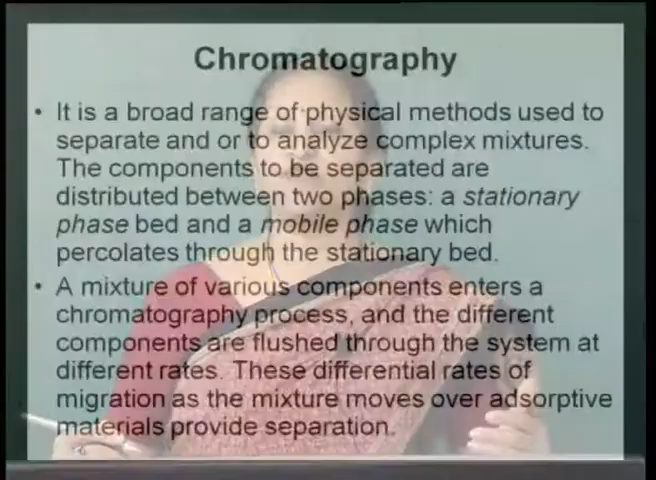 Chromatography
• It is a broad range of physical methods used to
separate and or to analyze complex mixtures.
The components to be separated are
distributed between two phases: a stationary
phase bed and a mobile phase which
percolates through the stationary bed.
• A mixture of various components enters a
chromatography process, and the different
components are flushed through the system at
different rates. These differential rates of
migration as the mixture moves over adsorptive
materials provide separation.